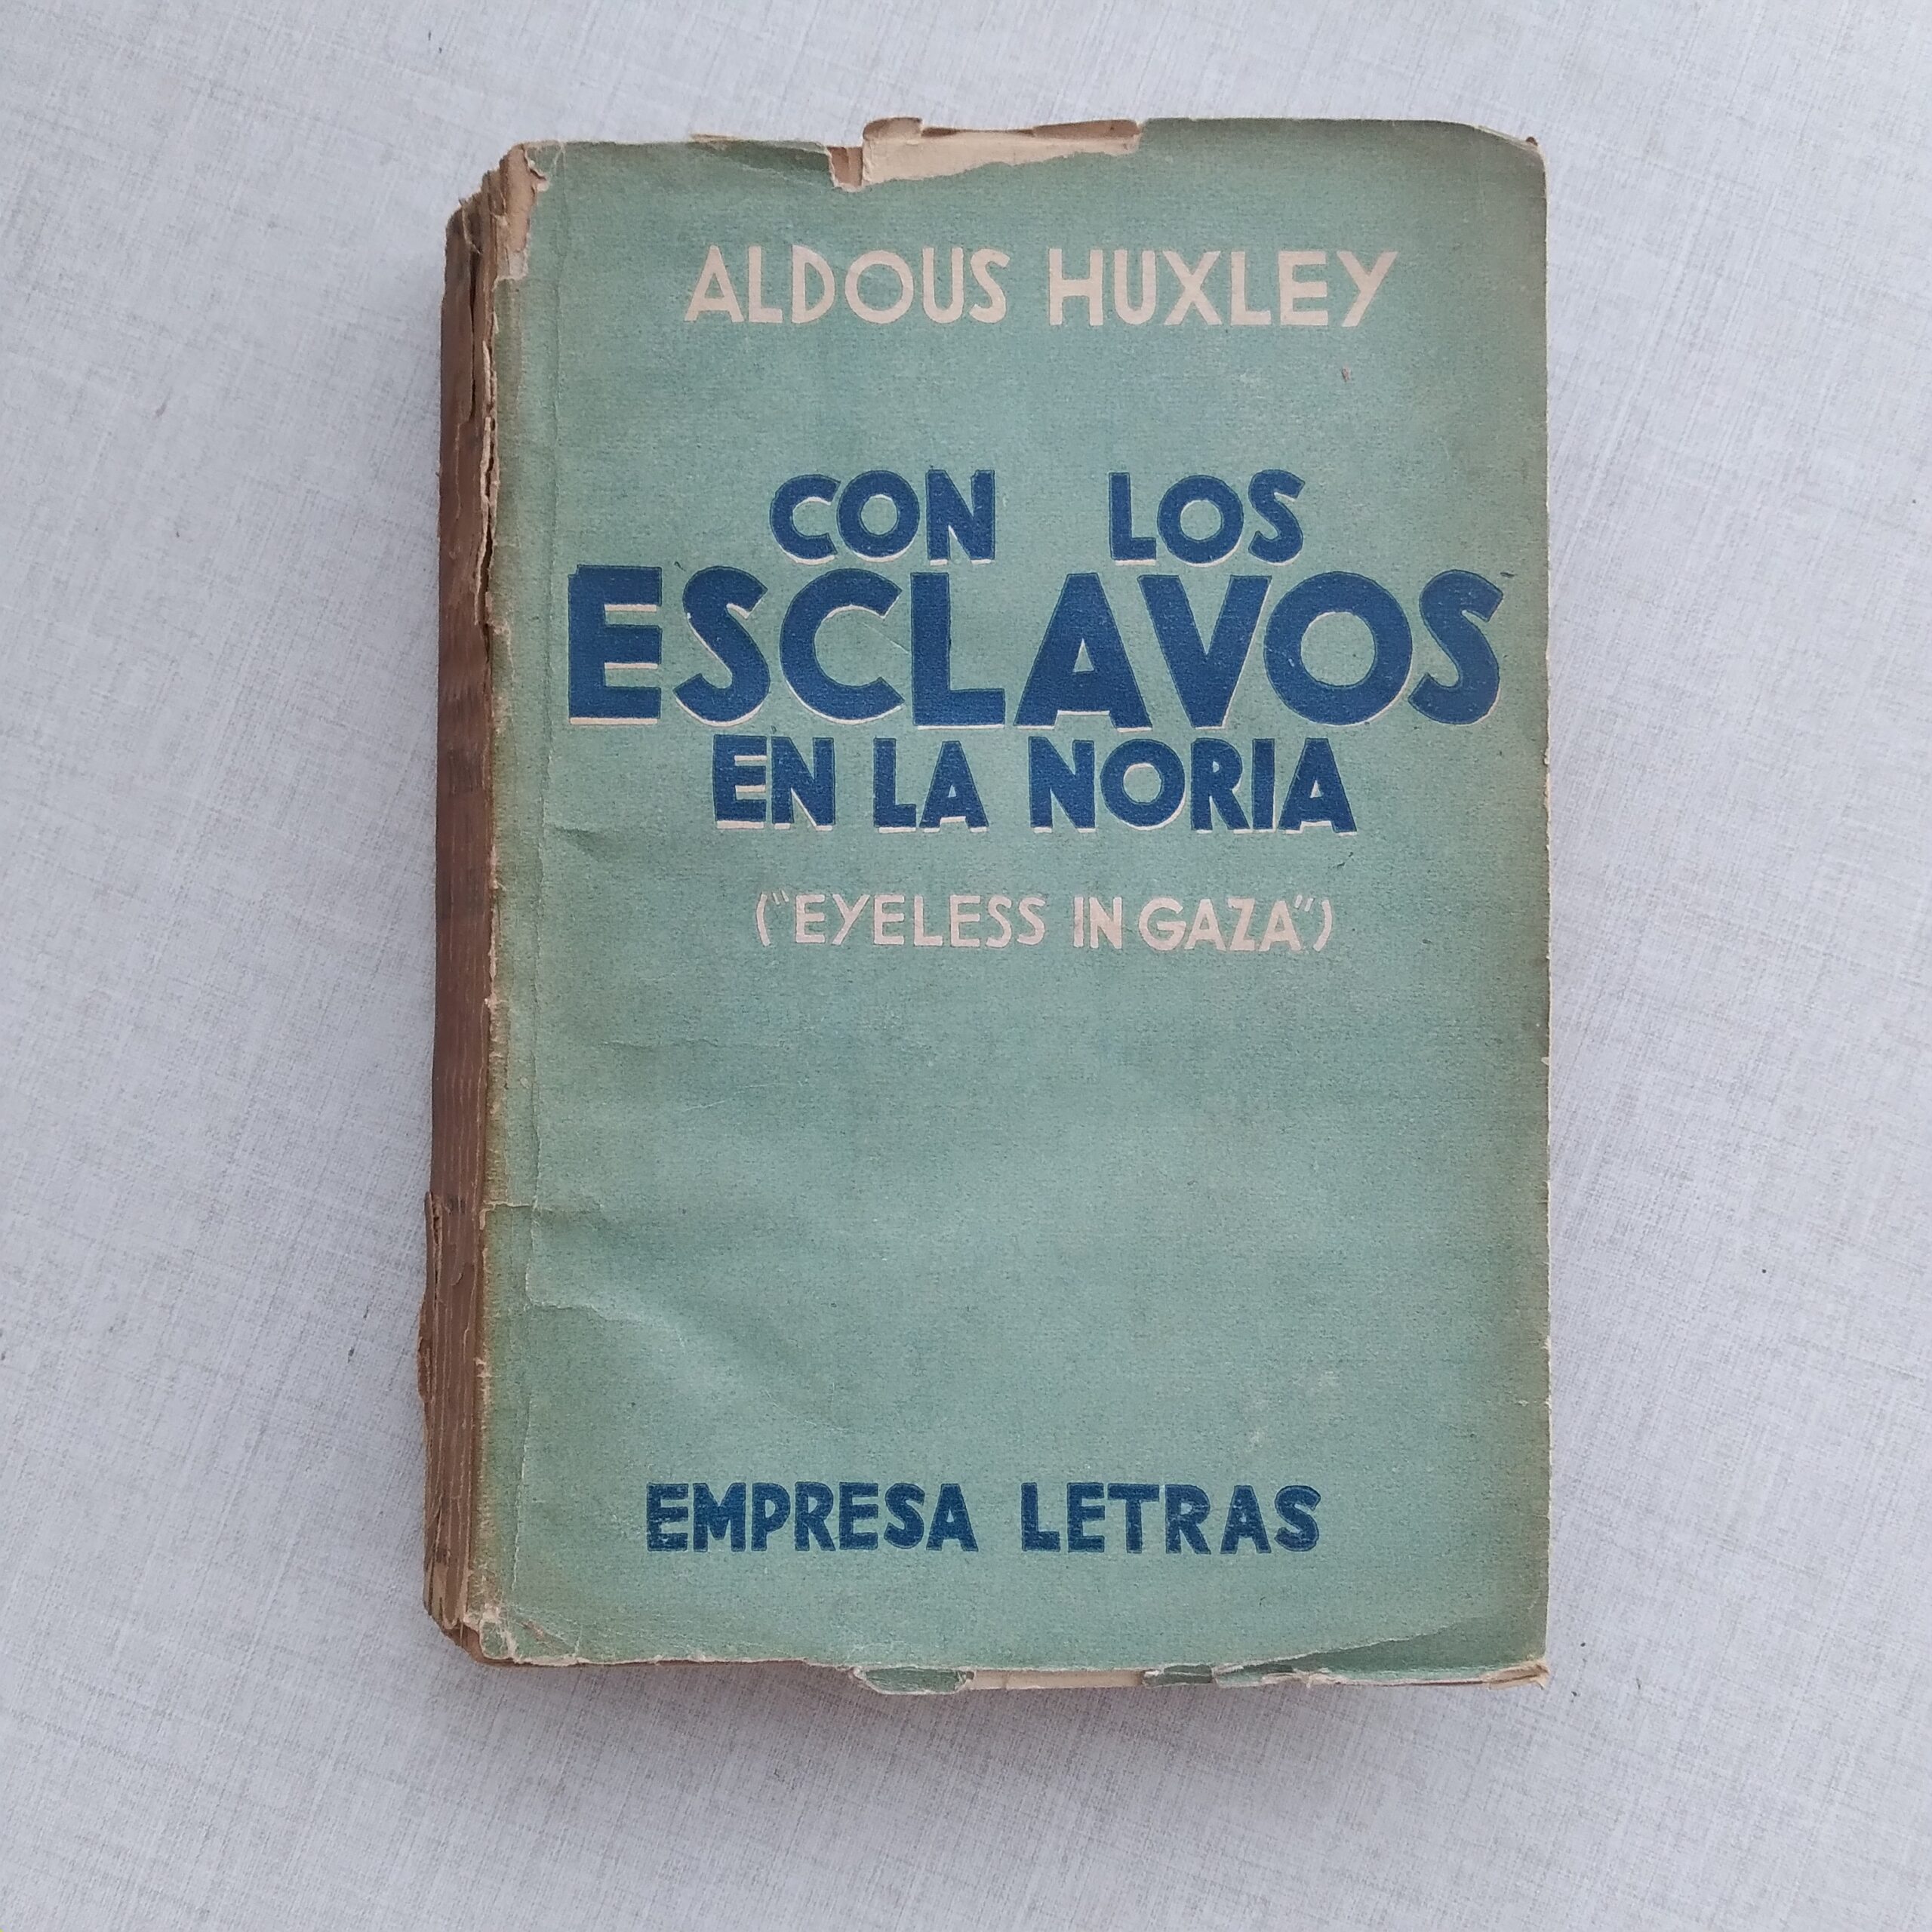 ALDOUS HUXLEY
CON LOS
ESCLAVOS
EN LA NORIA
("EYELESS IN GAZA")
EMPRESA LETRAS